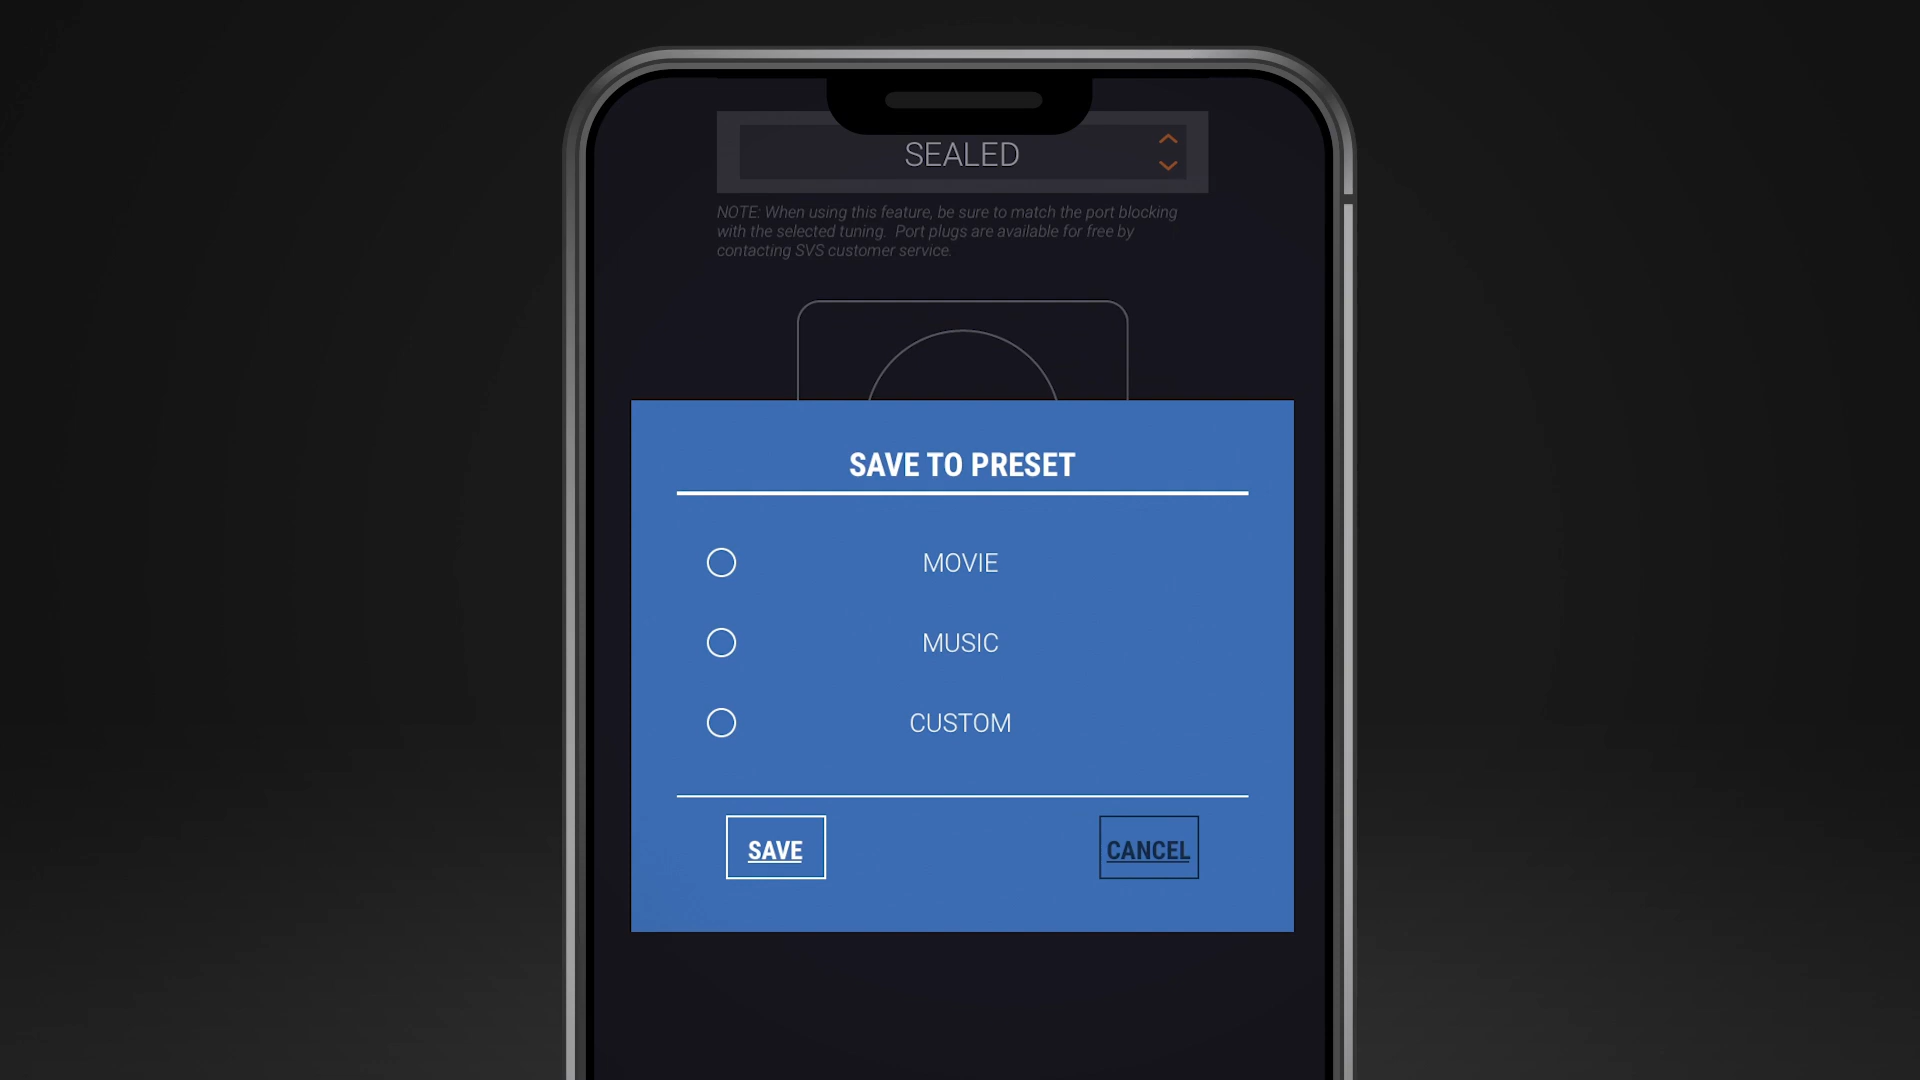 SEALED
NOTE: When using this feature, be sure to match the port blocking
with the selected tuning.  Port plugs are available for free by
contacting SVS customer service.
SAVE TO PRESET
MOVIE
MUSIC
CUSTOM
SAVE
CANCEL